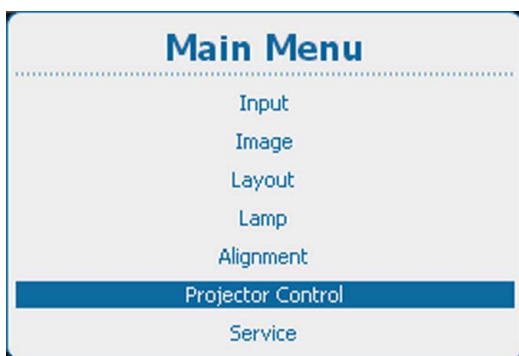 Main Menu
Input
Image
Layout
Lamp
Alignment
Projector Control
Service